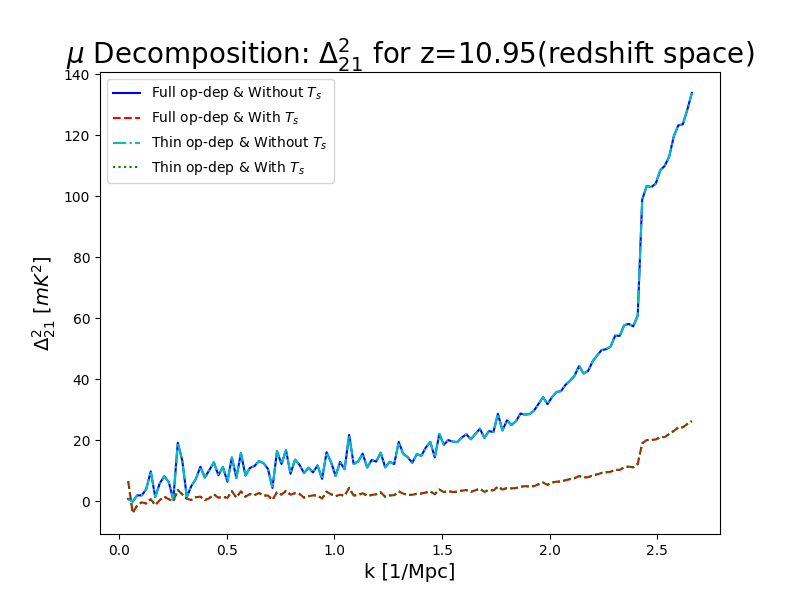 μ Decomposition: Δ²₂₁ for z=10.95(redshift space)
Full op-dep & Without Tₛ
Full op-dep & With Tₛ
Thin op-dep & Without Tₛ
Thin op-dep & With Tₛ
140
120
100
80
60
40
20
0
Δ²₂₁ [mK²]
0.0 0.5 1.0 1.5 2.0 2.5
k [1/Mpc]